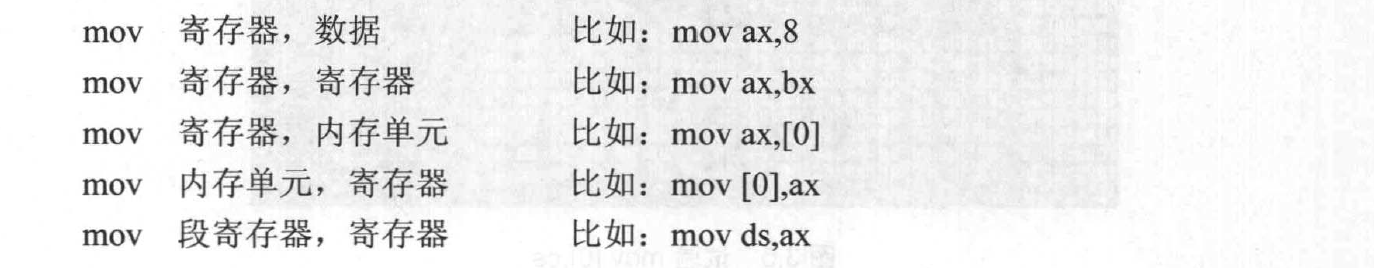 mov 寄存器，数据 比如：mov ax,8
mov 寄存器，寄存器 比如：mov ax,bx
mov 寄存器，内存单元 比如：mov ax,[0]
mov 内存单元，寄存器 比如：mov [0],ax
mov 段寄存器，寄存器 比如：mov ds,ax